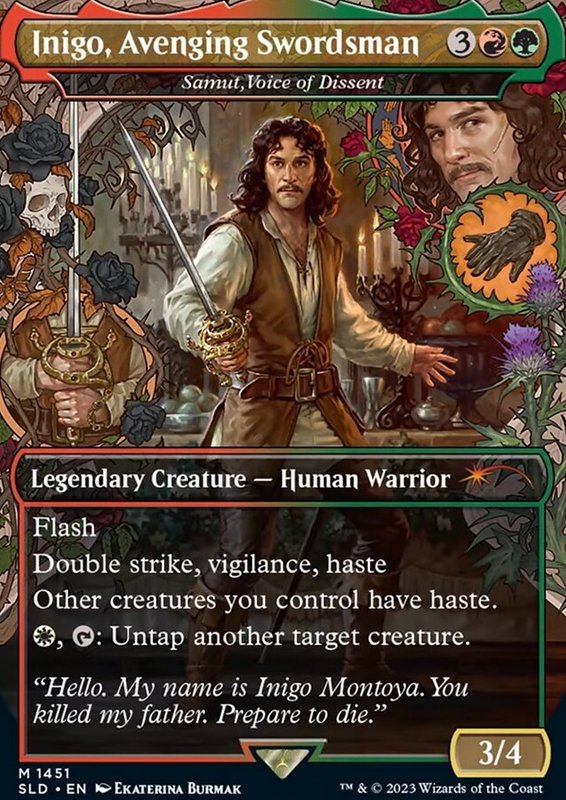 Inigo, Avenging Swordsman 3
Samut,Voice of Dissent
Legendary Creature — Human Warrior
Flash
Double strike, vigilance, haste
Other creatures you control have haste.
, : Untap another target creature.
“Hello. My name is Inigo Montoya. You
killed my father. Prepare to die.”
3/4
M 1451
SLD • EN Ekaterina Burmak
™ & © 2023 Wizards of the Coast